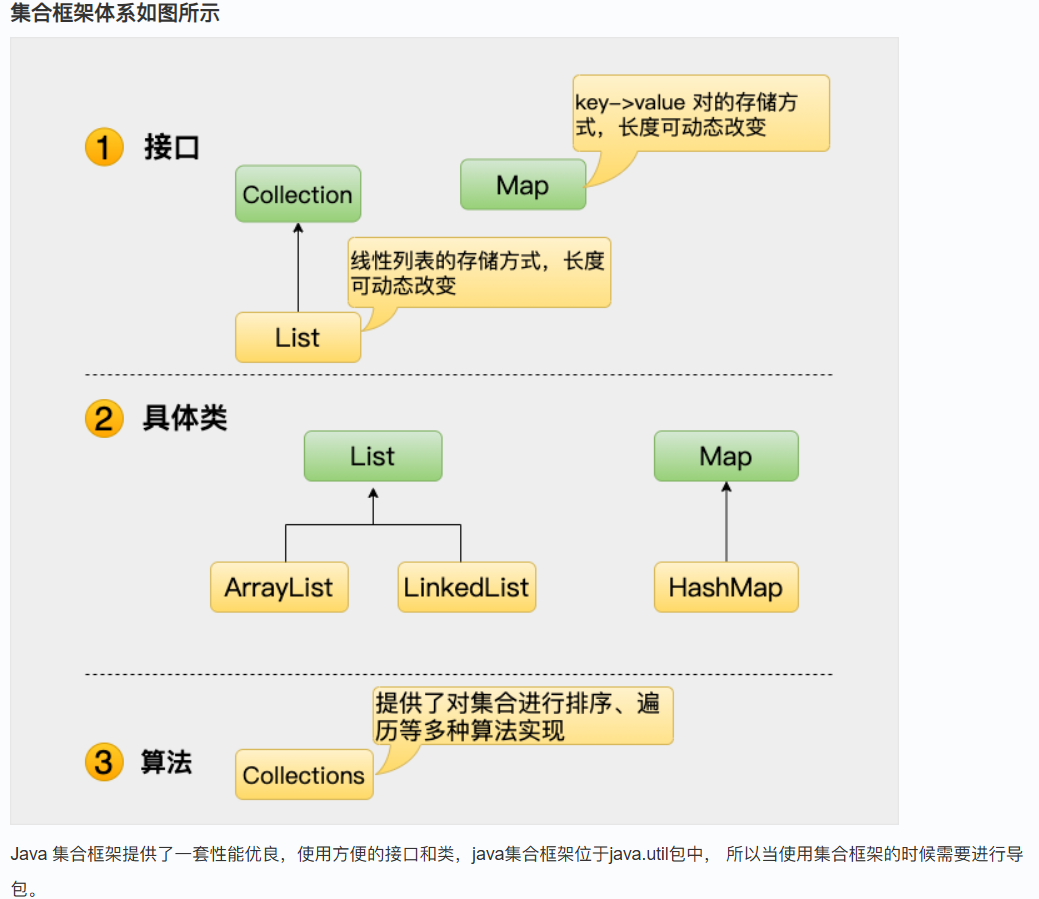 集合框架体系如图所示
key->value 对的存储方
式，长度可动态改变
1 接口
Collection
Map
线性列表的存储方式，长度
可动态改变
List
2 具体类
List
Map
ArrayList
LinkedList
HashMap
提供了对集合进行排序、遍
历等多种算法实现
3 算法
Collections
Java 集合框架提供了一套性能优良，使用方便的接口和类，java集合框架位于java.util包中， 所以当使用集合框架的时候需要进行导
包。